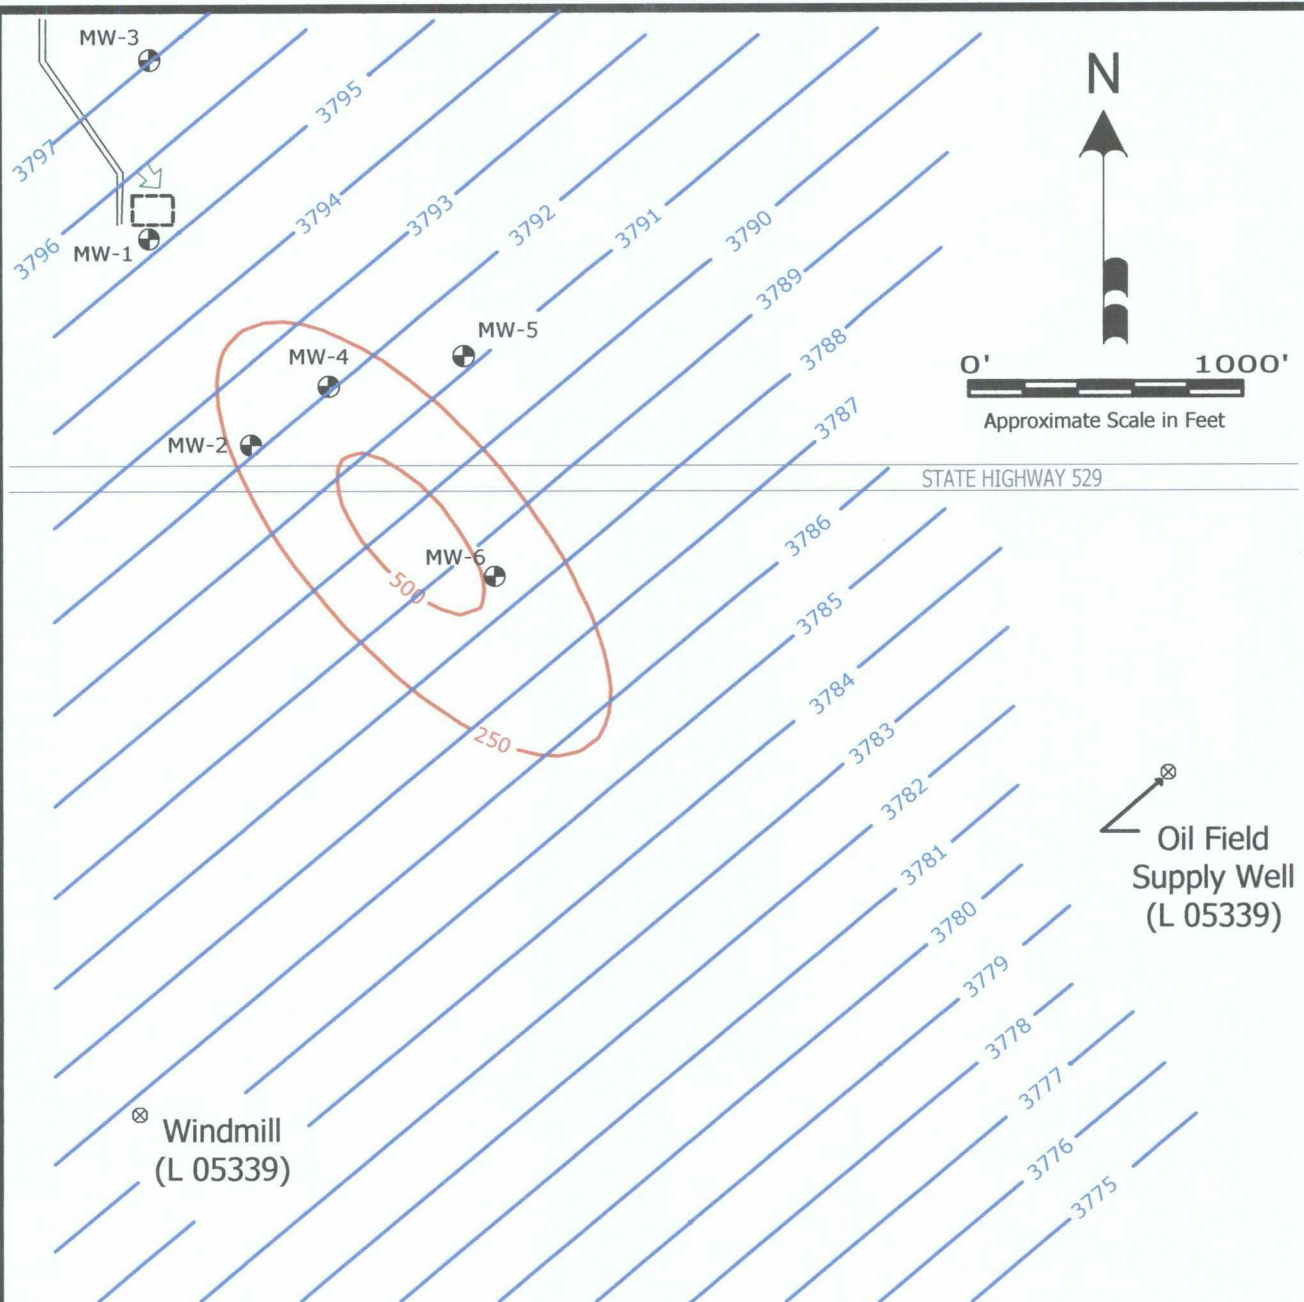 MW-3
N
3795
3797
3794
3793
3792
3791
3790
3796
MW-1
3789
MW-5
MW-4
3788
0' 1000'
Approximate Scale in Feet
3787
MW-2
STATE HIGHWAY 529
3786
MW-6
500
3785
3784
250
3783
3782
Oil Field
Supply Well
(L 05339)
3781
3780
3779
3778
3777
Windmill
(L 05339)
3776
3775